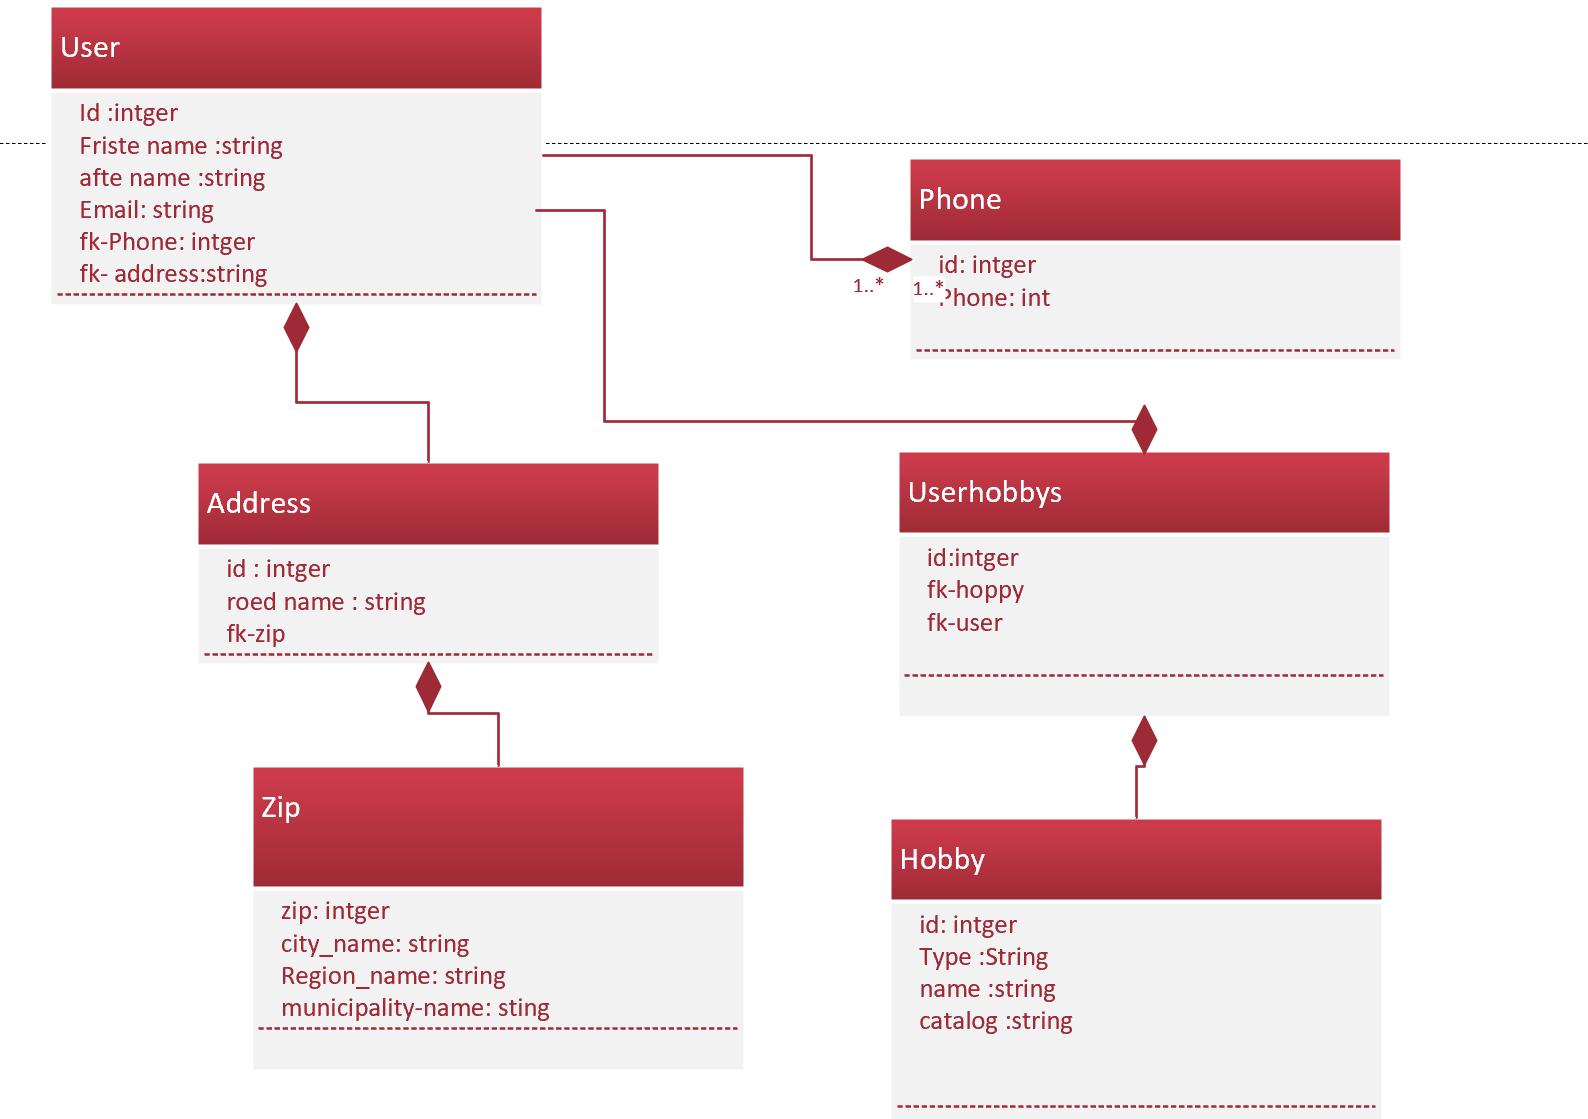 User
Id :intger
Friste name :string
afte name :string
Email: string
fk-Phone: intger
fk- address:string
Phone
id: intger
Phone: int
1..*
1..*
Address
id : intger
roed name : string
fk-zip
Userhobbys
id:intger
fk-hoppy
fk-user
Zip
zip: intger
city_name: string
Region_name: string
municipality-name: sting
Hobby
id: intger
Type :String
name :string
catalog :string